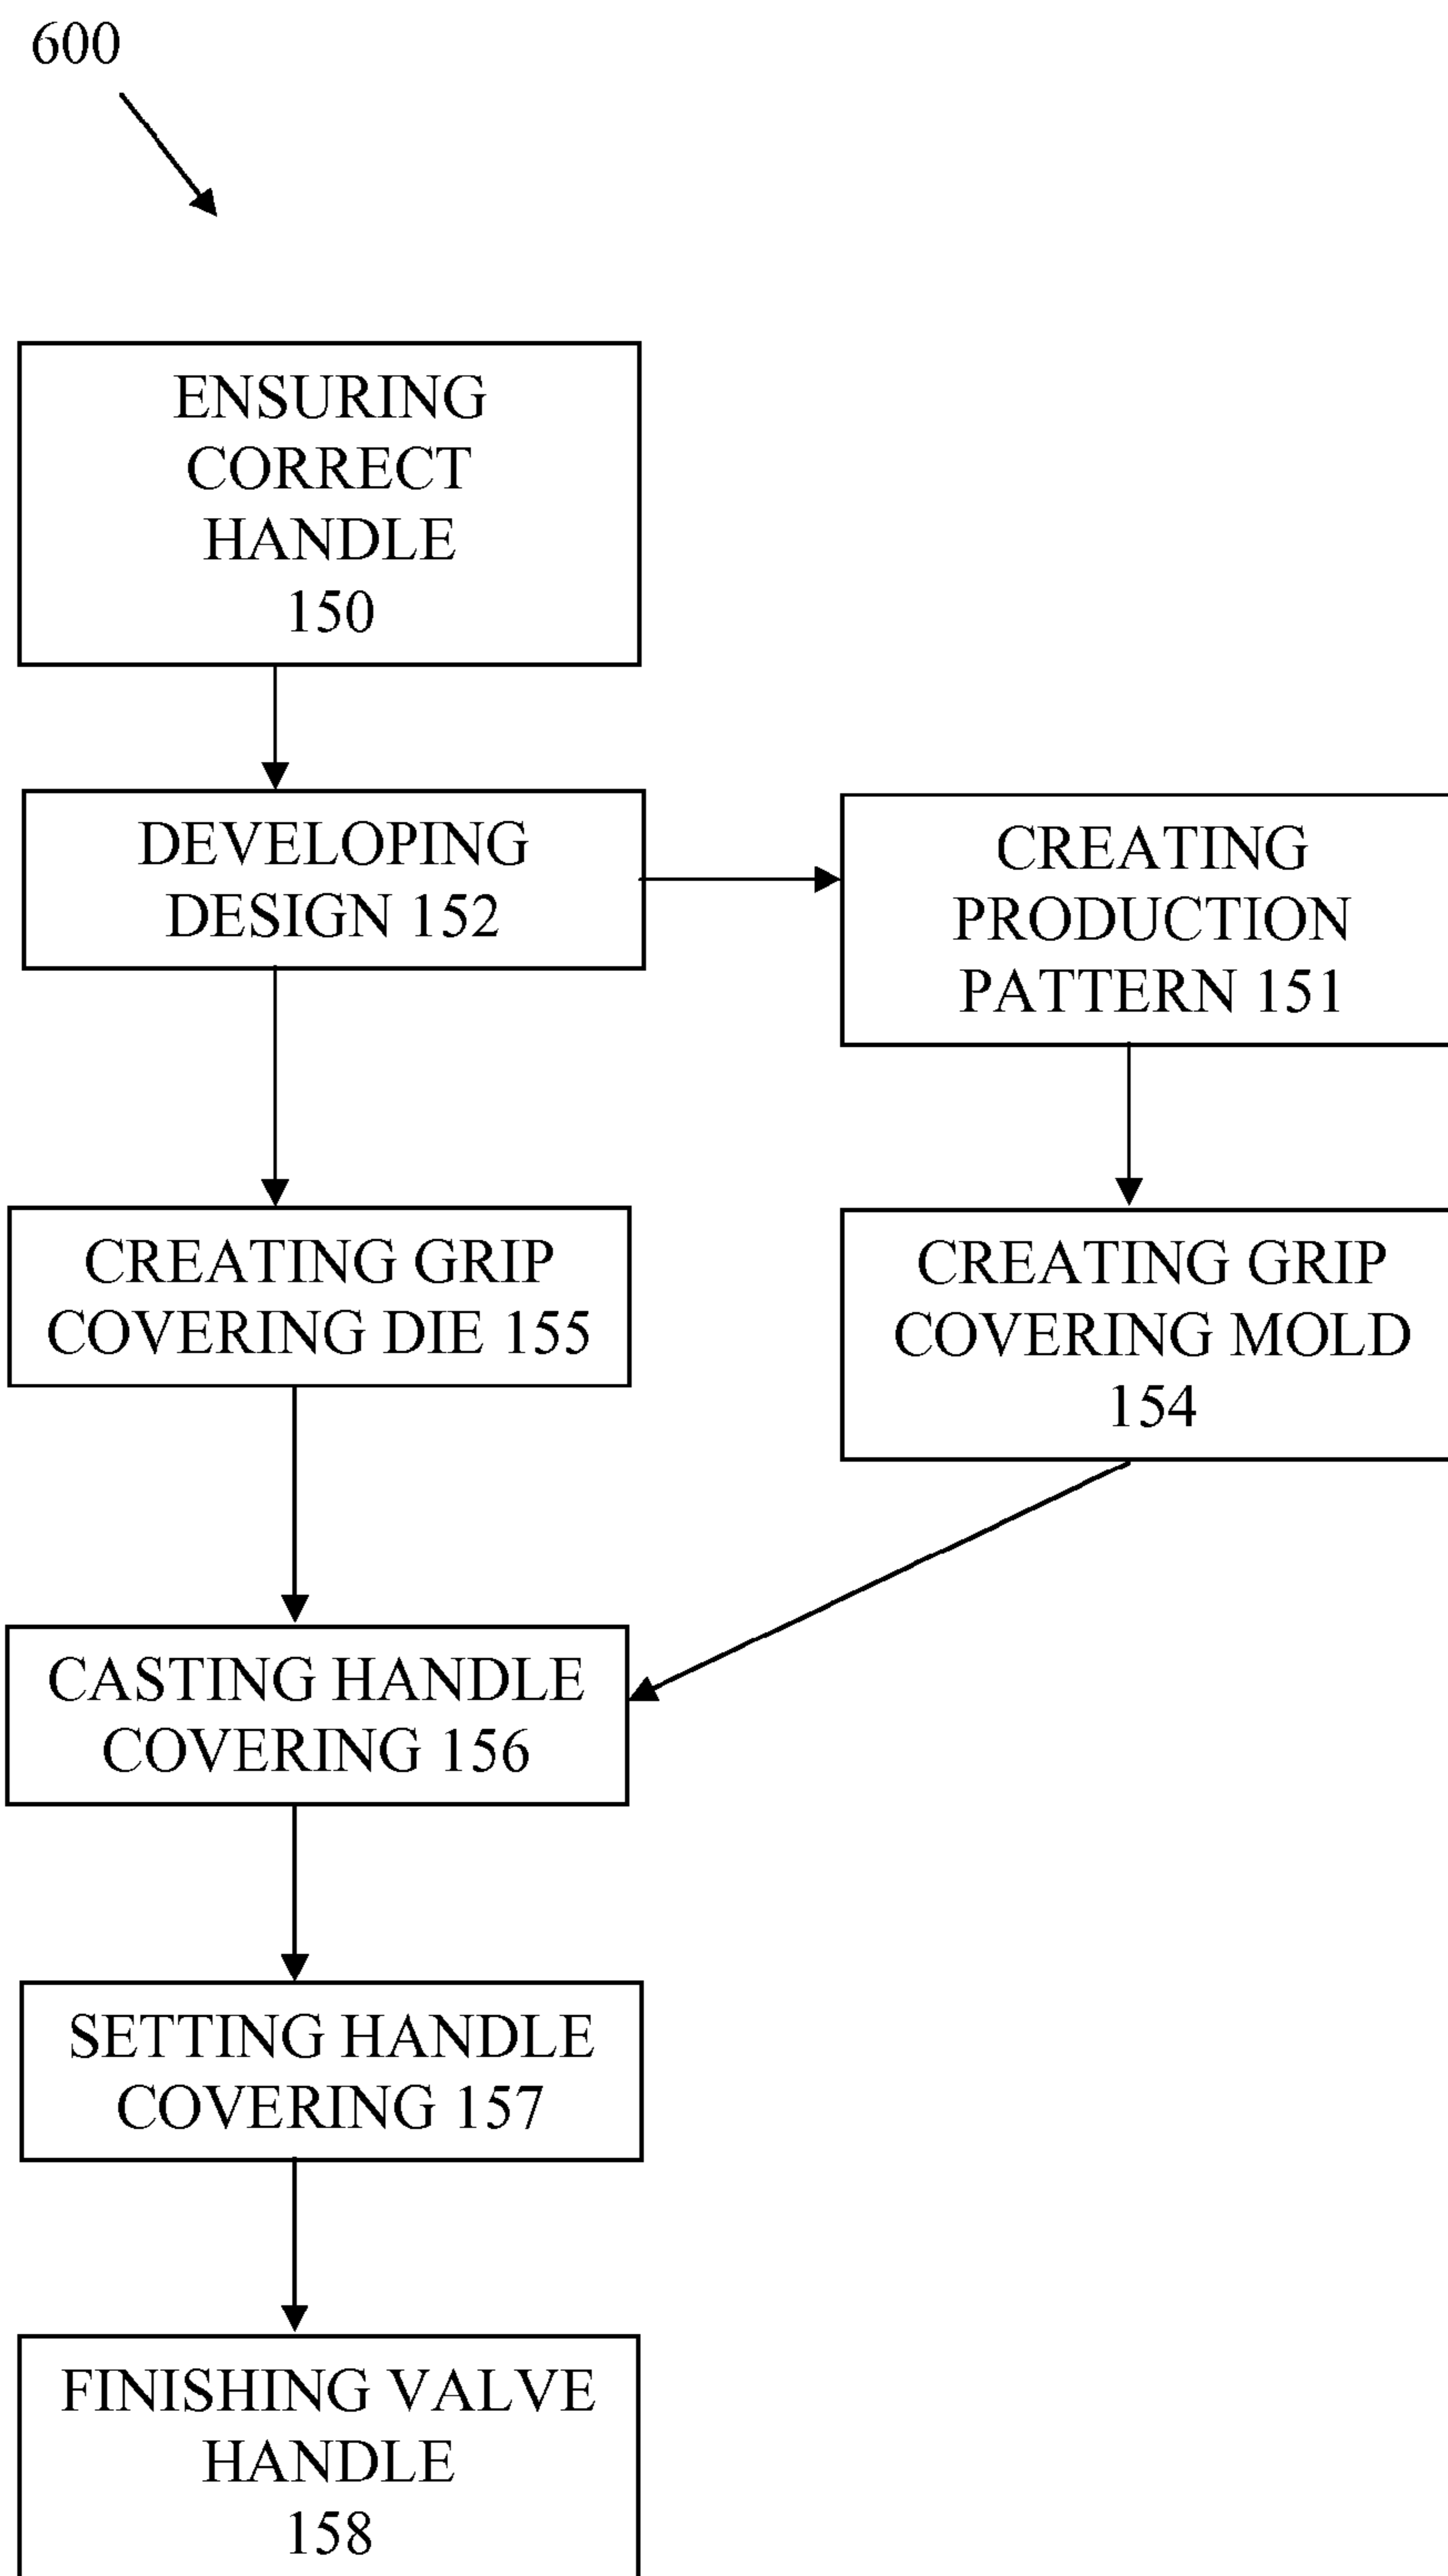 600
ENSURING
CORRECT
HANDLE
150
DEVELOPING
DESIGN 152
CREATING
PRODUCTION
PATTERN 151
CREATING GRIP
COVERING DIE 155
CREATING GRIP
COVERING MOLD
154
CASTING HANDLE
COVERING 156
SETTING HANDLE
COVERING 157
FINISHING VALVE
HANDLE
158